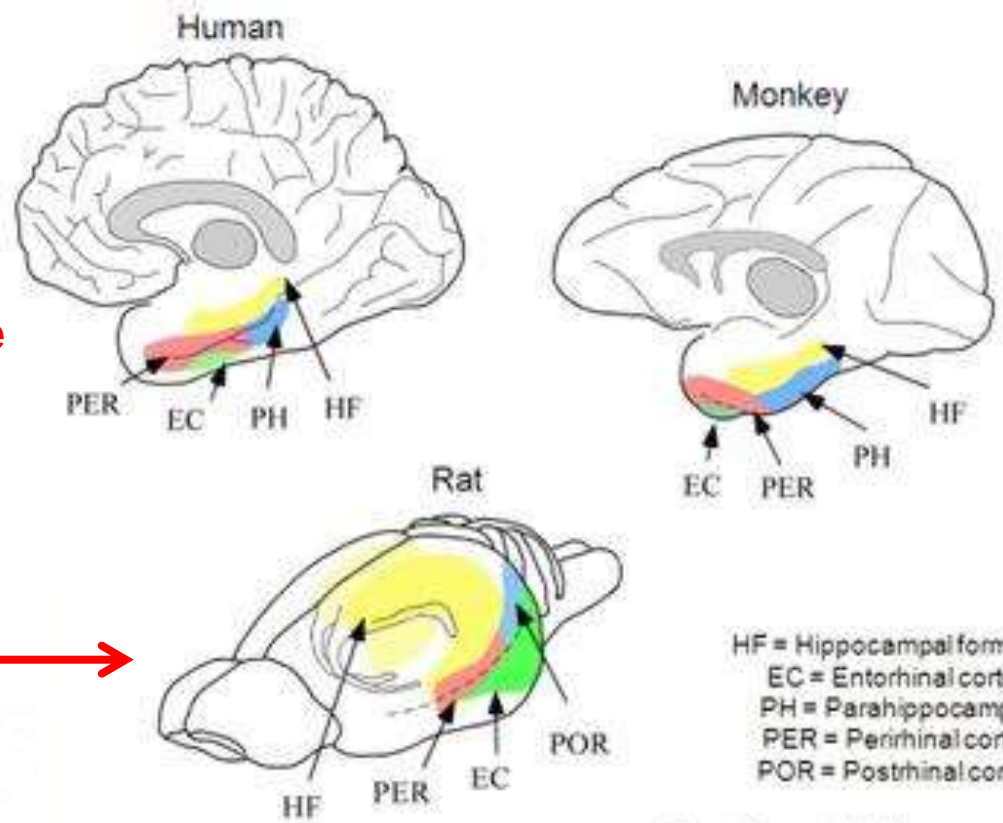 Human
Monkey
PER
EC
PH
HF
HF
PH
EC
PER
Rat
HF
PER
EC
POR
HF = Hippocampal form
EC = Entorhinal cort
PH = Parahippocamp
PER = Perirhinal cort
POR = Postrhinal cor